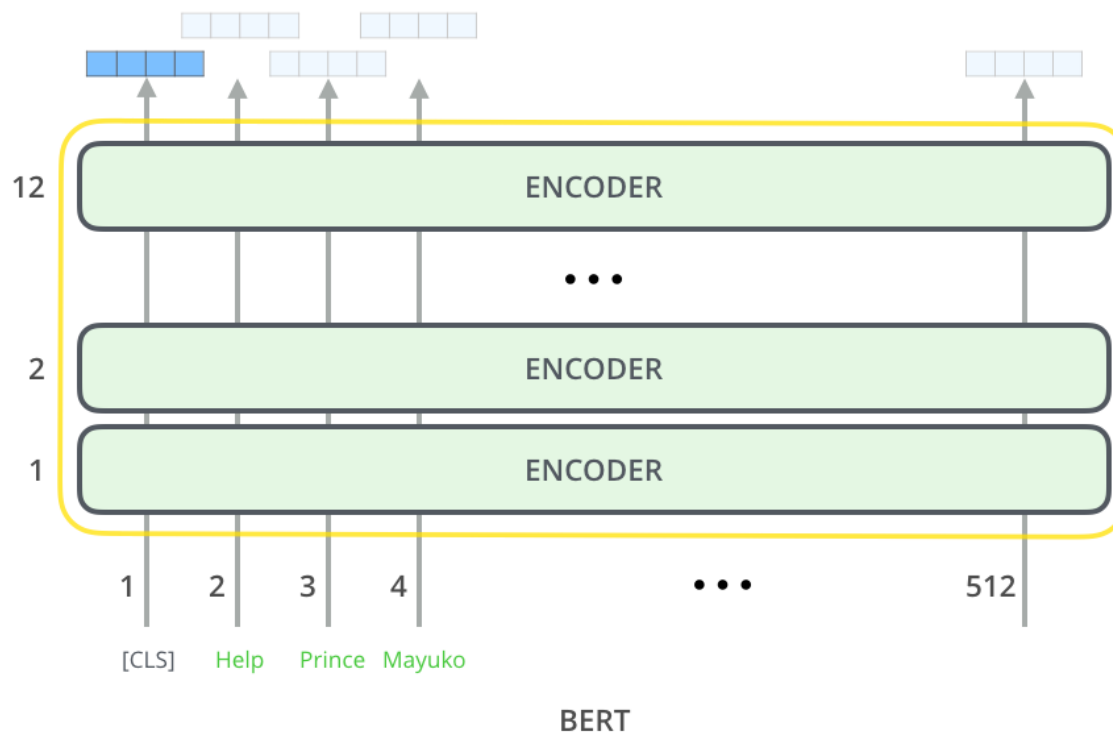 12 ENCODER
...
2 ENCODER
1 ENCODER
1 2 3 4 ... 512
[CLS] Help Prince Mayuko
BERT